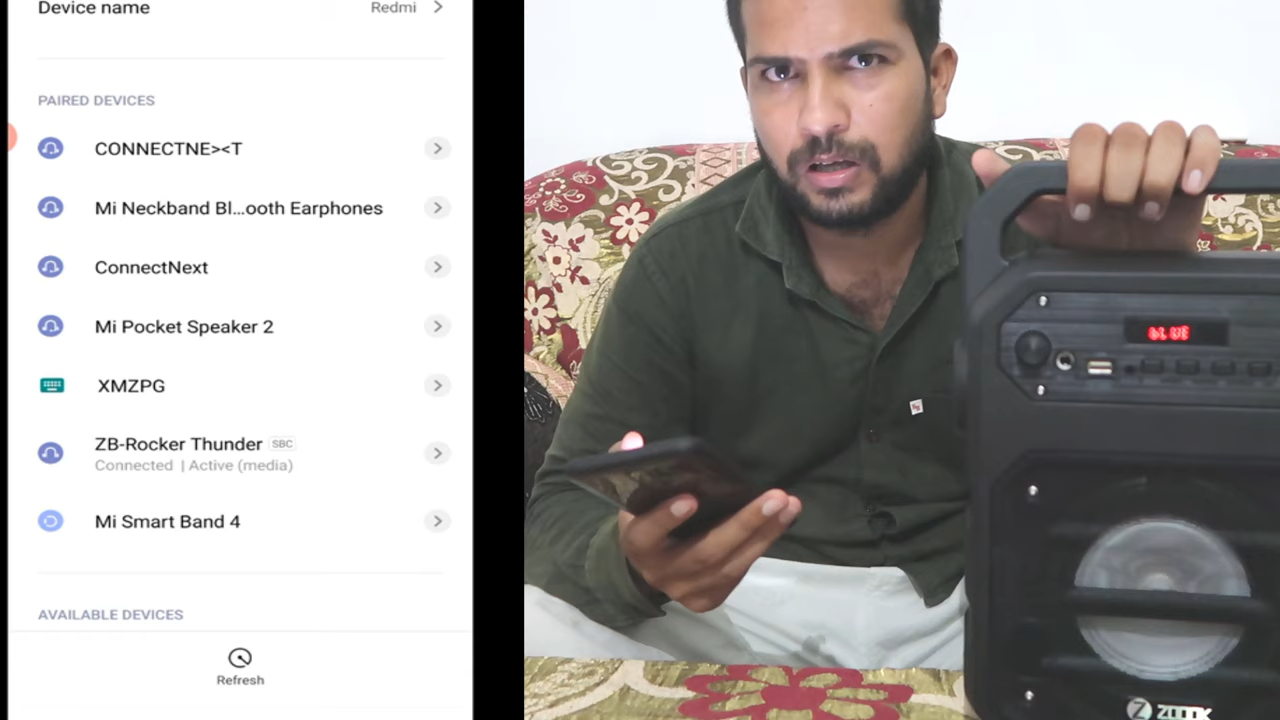 Device name
Redmi
PAIRED DEVICES
CONNECTNE><T
Mi Neckband Bl...ooth Earphones
ConnectNext
Mi Pocket Speaker 2
XMZPG
ZB-Rocker Thunder SBC
Connected | Active (media)
Mi Smart Band 4
AVAILABLE DEVICES
Refresh
bLUE
ZOOOK